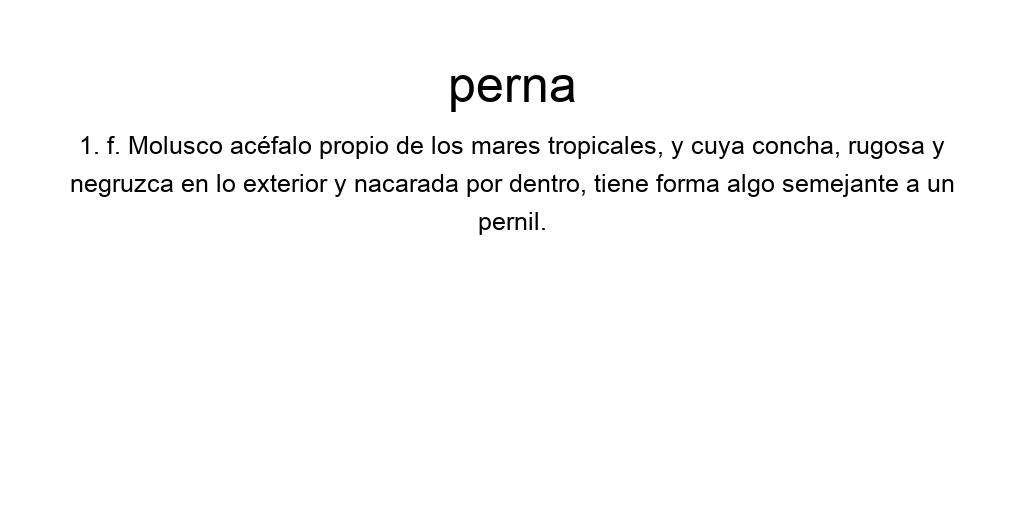 perna
1. f. Molusco acéfalo propio de los mares tropicales, y cuya concha, rugosa y
negruzca en lo exterior y nacarada por dentro, tiene forma algo semejante a un
pernil.